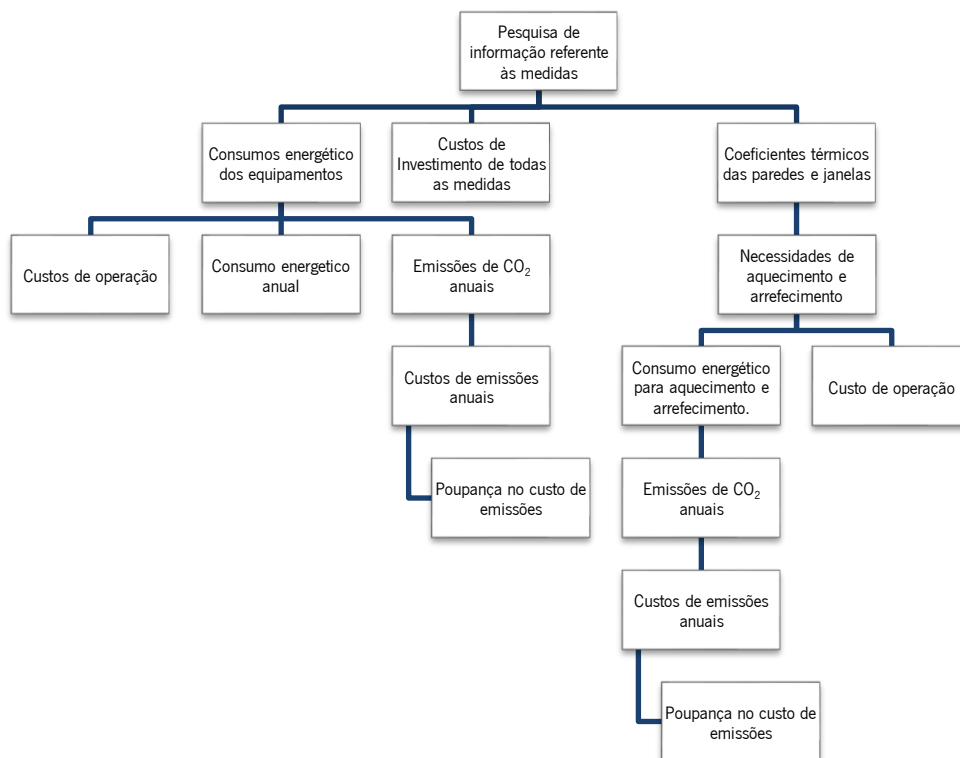 Pesquisa de
informação referente
às medidas
Consumos energético
dos equipamentos
Custos de
Investimento de todas
as medidas
Coeficientes térmicos
das paredes e janelas
Custos de operação
Consumo energetico
anual
Emissões de CO₂
anuais
Necessidades de
aquecimento e
arrefecimento
Custos de emissões
anuais
Consumo energético
para aquecimento e
arrefecimento.
Custo de operação
Poupança no custo de
emissões
Emissões de CO₂
anuais
Custos de emissões
anuais
Poupança no custo de
emissões